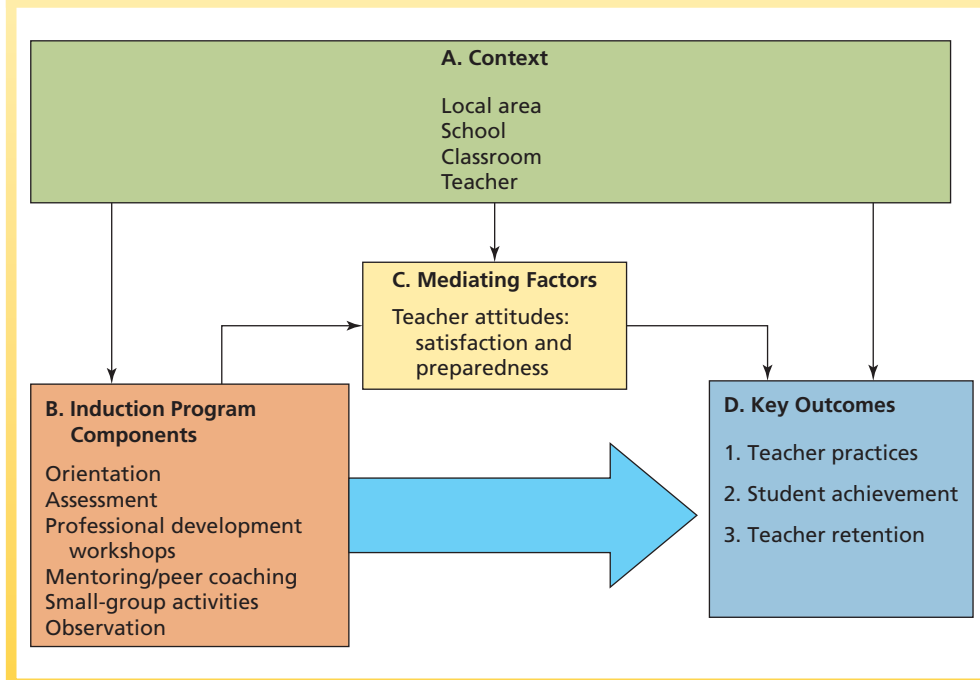 A. Context
Local area
School
Classroom
Teacher
C. Mediating Factors
Teacher attitudes:
satisfaction and
preparedness
B. Induction Program
Components
Orientation
Assessment
Professional development
workshops
Mentoring/peer coaching
Small-group activities
Observation
D. Key Outcomes
1. Teacher practices
2. Student achievement
3. Teacher retention